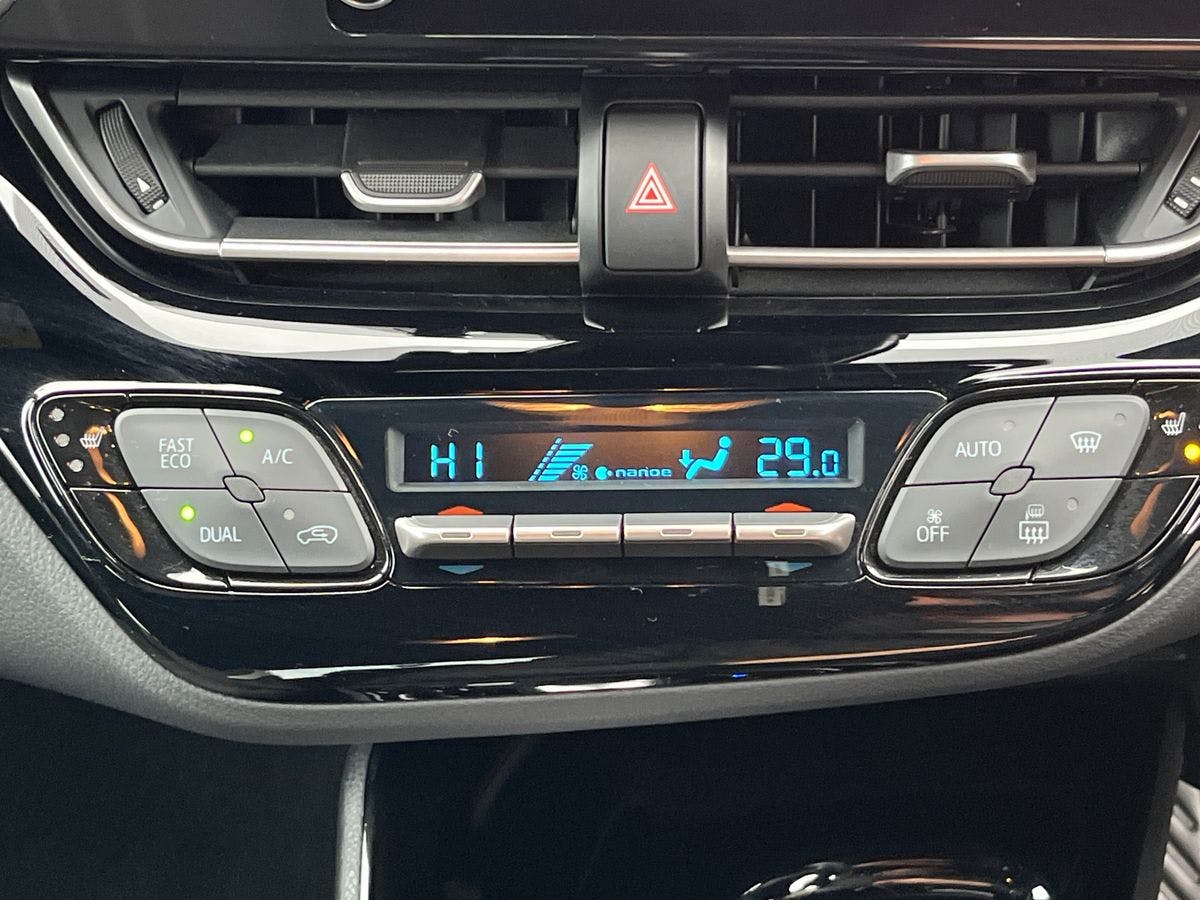 FAST
ECO
A/C
DUAL
HI
nanoe
29.0
AUTO
OFF